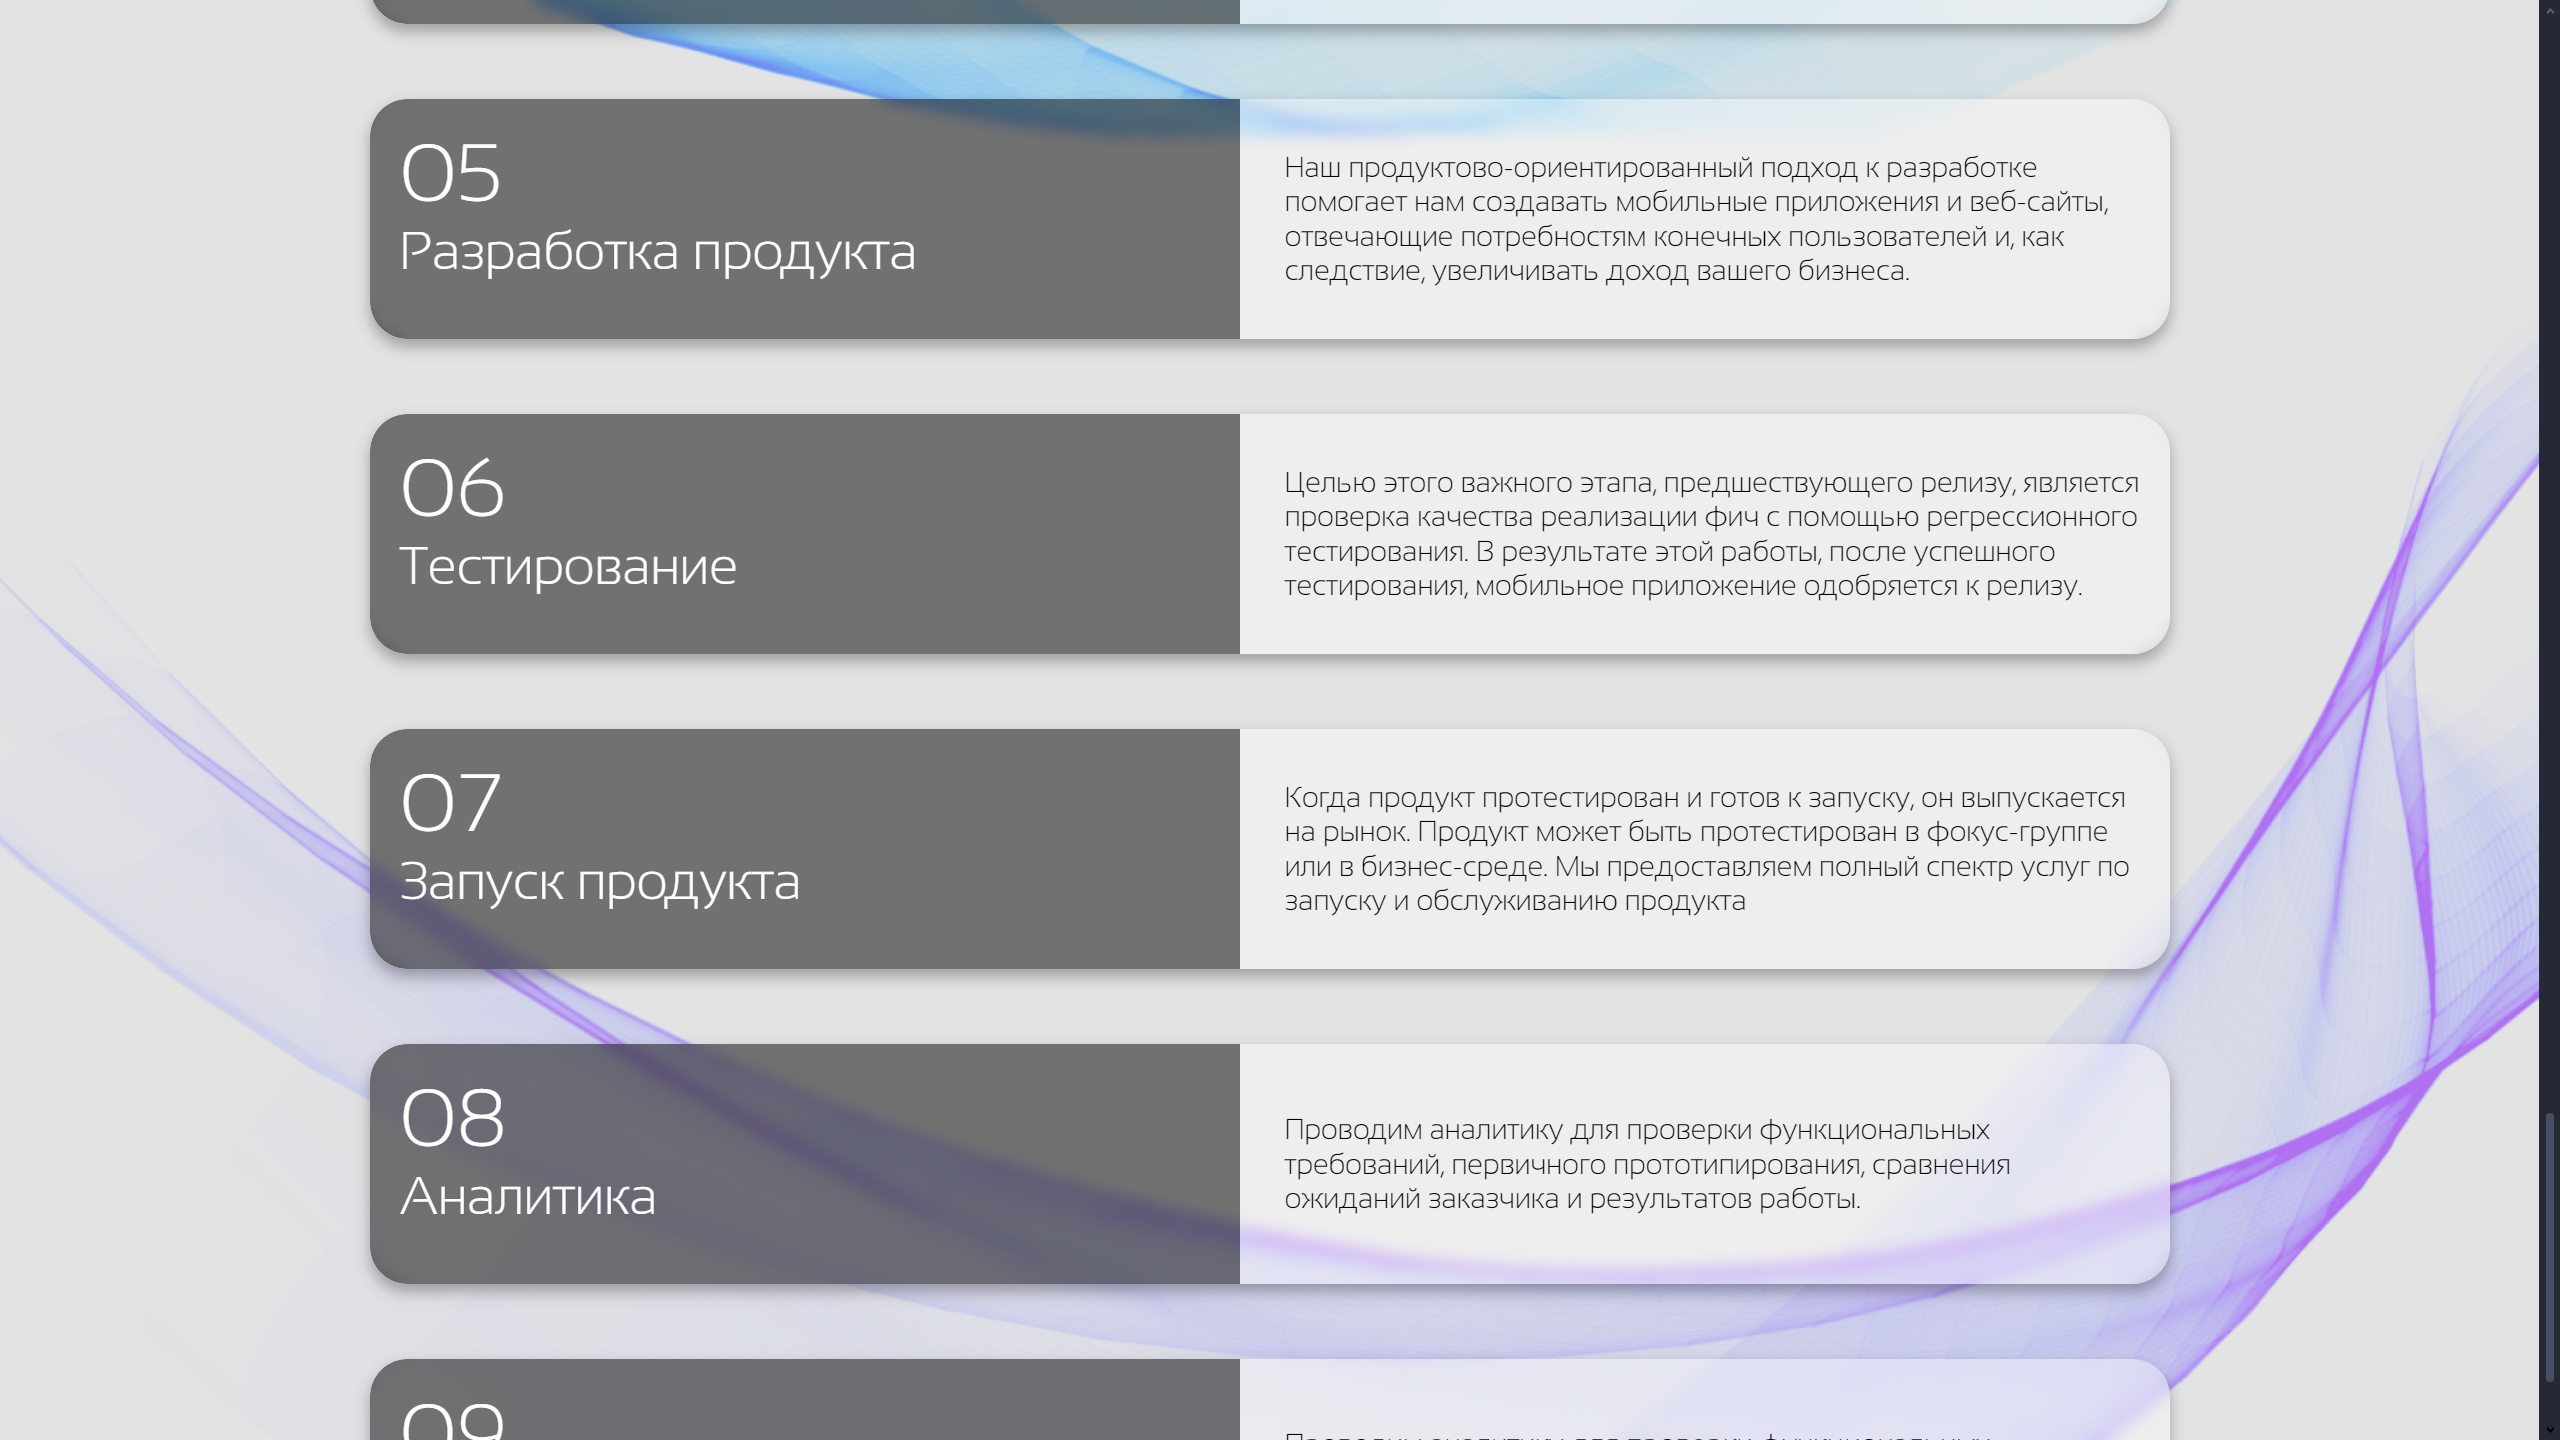 05
Разработка продукта
Наш продуктово-ориентированный подход к разработке
помогает нам создавать мобильные приложения и веб-сайты,
отвечающие потребностям конечных пользователей и, как
следствие, увеличивать доход вашего бизнеса.
06
Тестирование
Целью этого важного этапа, предшествующего релизу, является
проверка качества реализации фич с помощью регрессионного
тестирования. В результате этой работы, после успешного
тестирования, мобильное приложение одобряется к релизу.
07
Запуск продукта
Когда продукт протестирован и готов к запуску, он выпускается
на рынок. Продукт может быть протестирован в фокус-группе
или в бизнес-среде. Мы предоставляем полный спектр услуг по
запуску и обслуживанию продукта
08
Аналитика
Проводим аналитику для проверки функциональных
требований, первичного прототипирования, сравнения
ожиданий заказчика и результатов работы.
09